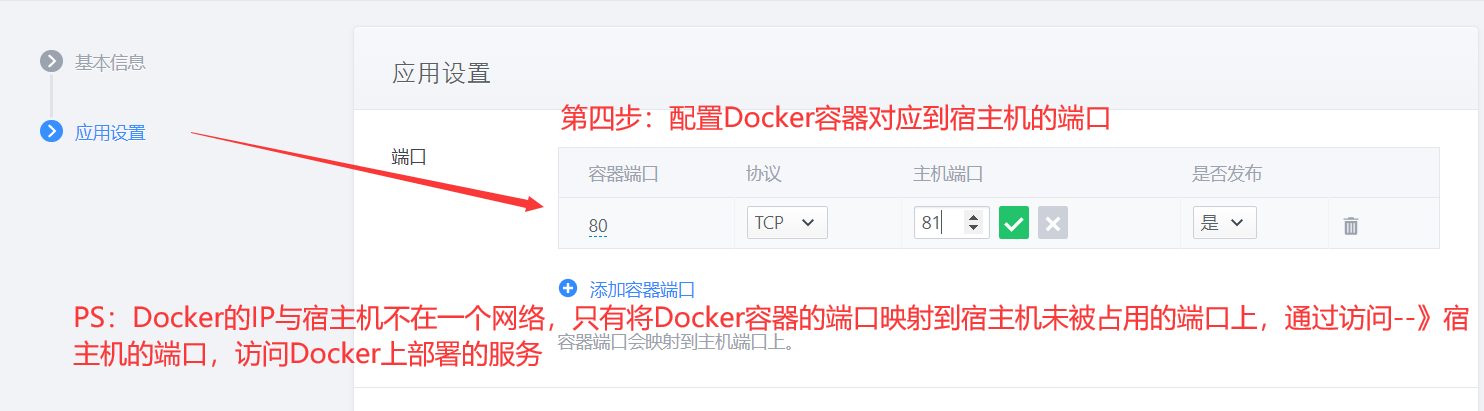 基本信息
应用设置
应用设置
第四步：配置Docker容器对应到宿主机的端口
端口
容器端口 协议 主机端口 是否发布
80 TCP 81 是
添加容器端口
PS：Docker的IP与宿主机不在一个网络，只有将Docker容器的端口映射到宿主机未被占用的端口上，通过访问--》宿
主机的端口，访问Docker上部署的服务
容器端口会映射到主机端口上。